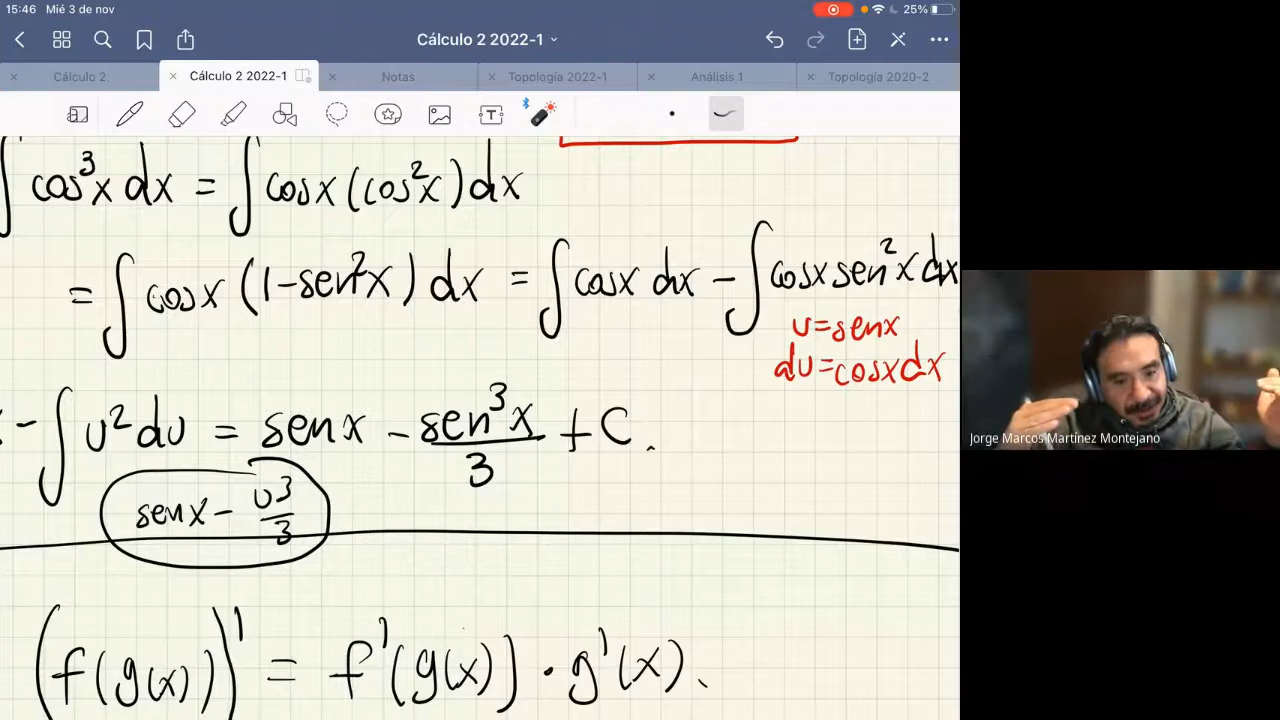 15:46 Mié 3 de nov
25%
Cálculo 2 2022-1
Cálculo 2
Cálculo 2 2022-1
Notas
Topología 2022-1
Análisis 1
Topología 2020-2
∫ cos³x dx = ∫ cosx (cos²x) dx
= ∫ cosx (1-sen²x) dx = ∫ cosx dx - ∫ cosx sen²x dx
u=senx
du=cosxdx
- ∫ u² du = senx - sen³x/3 + C.
senx - u³/3
(f(g(x)))' = f'(g(x)) · g'(x).
Jorge Marcos Martínez Montejano